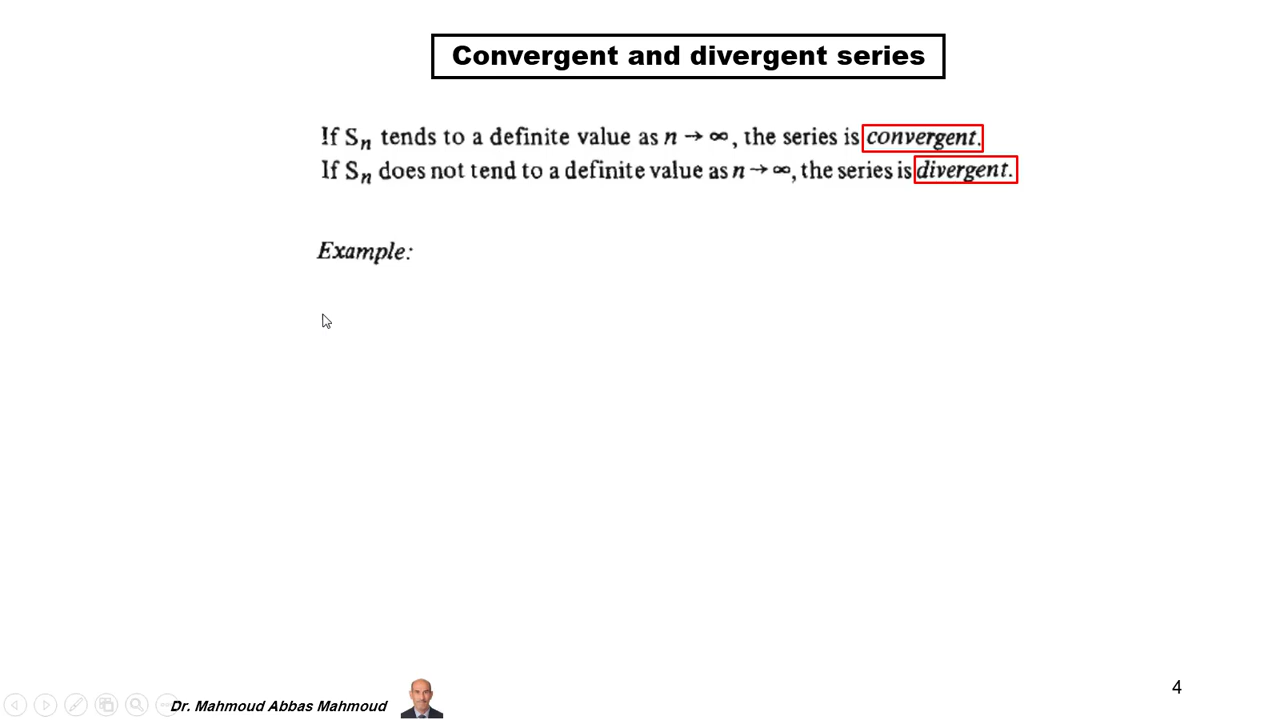 Convergent and divergent series
If Sn tends to a definite value as n → ∞, the series is convergent.
If Sn does not tend to a definite value as n → ∞, the series is divergent.
Example:
Dr. Mahmoud Abbas Mahmoud
4